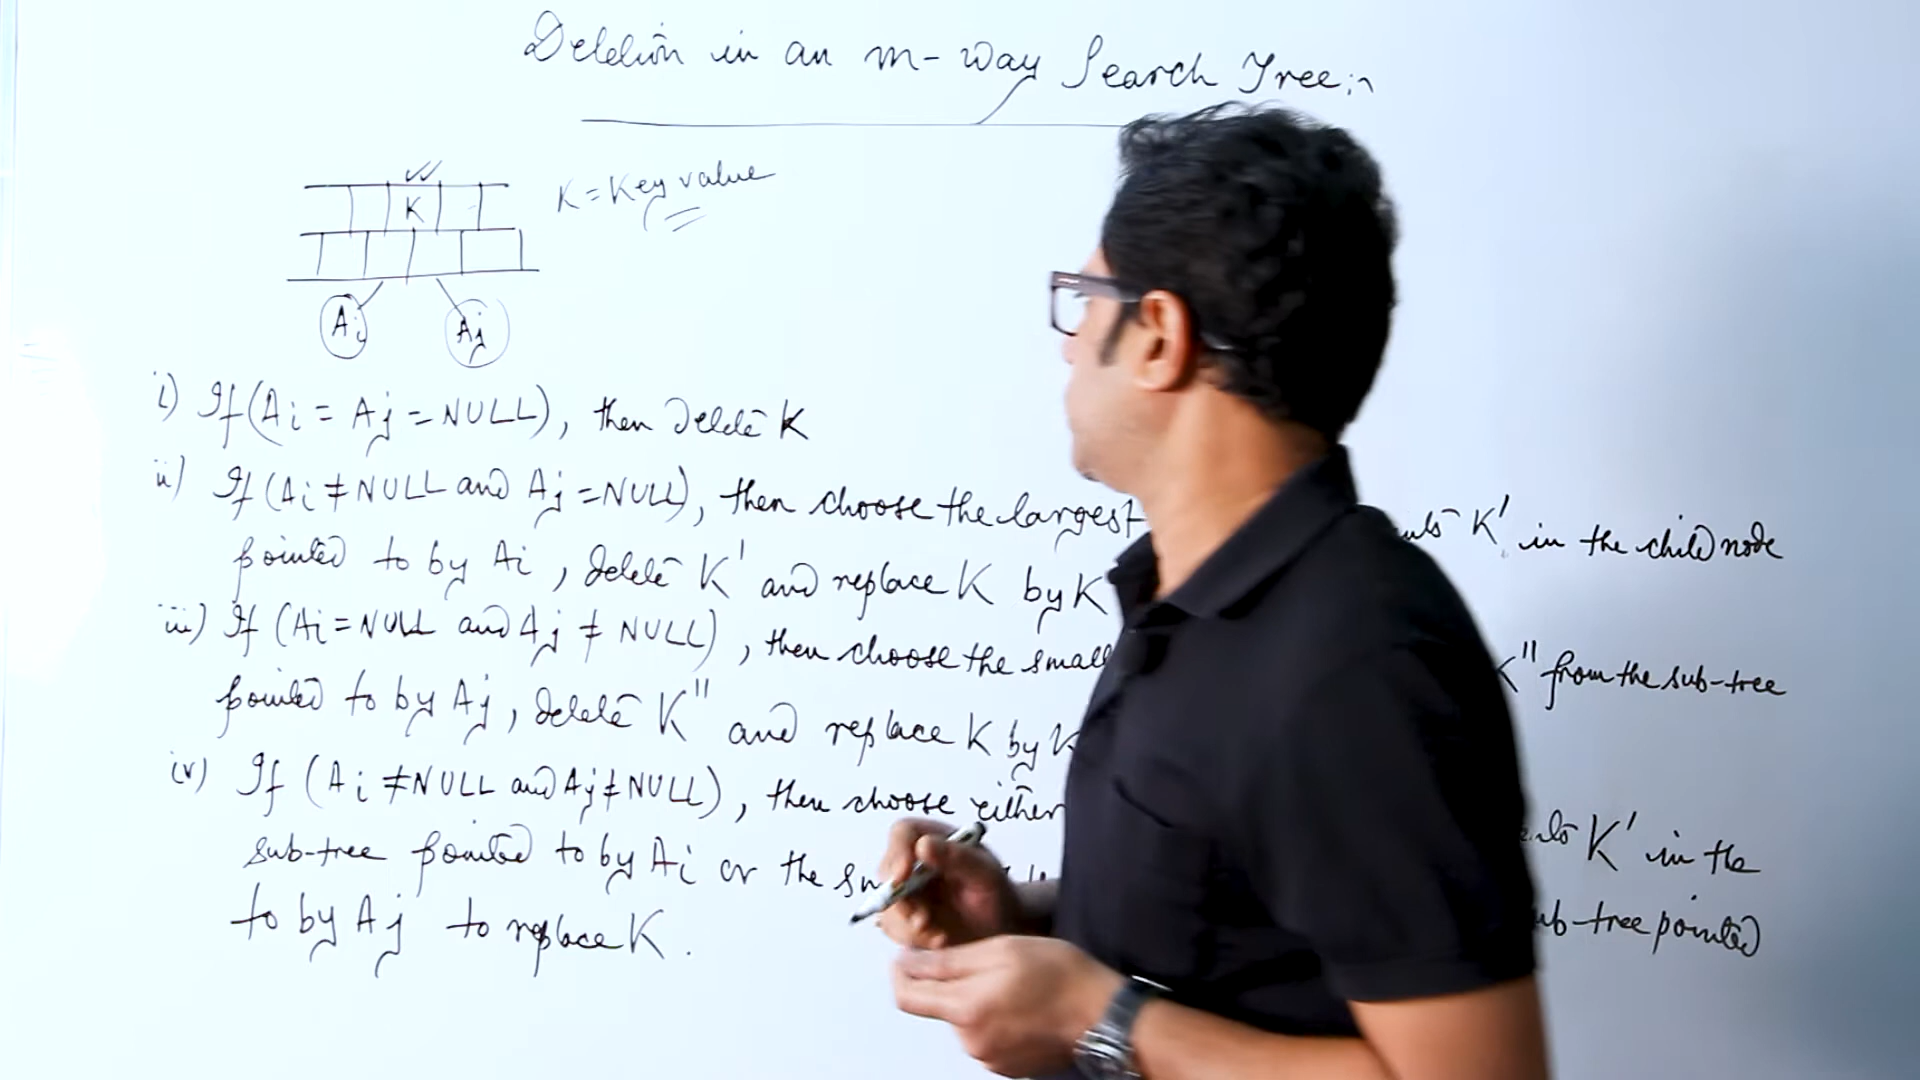 Deletion in an m-way Search Tree:-
K K = Key value
Ai Aj
i) If (Ai = Aj = NULL), then Delete K
ii) If (Ai ≠ NULL and Aj = NULL), then choose the largest K' in the child node
pointed to by Ai, delete K' and replace K by K
iii) If (Ai = NULL and Aj ≠ NULL), then choose the K" from the sub-tree
pointed to by Aj, delete K" and replace K by
iv) If (Ai ≠ NULL and Aj ≠ NULL), then choose either K' in the
sub-tree pointed to by Ai or the pointed
to by Aj to replace K.